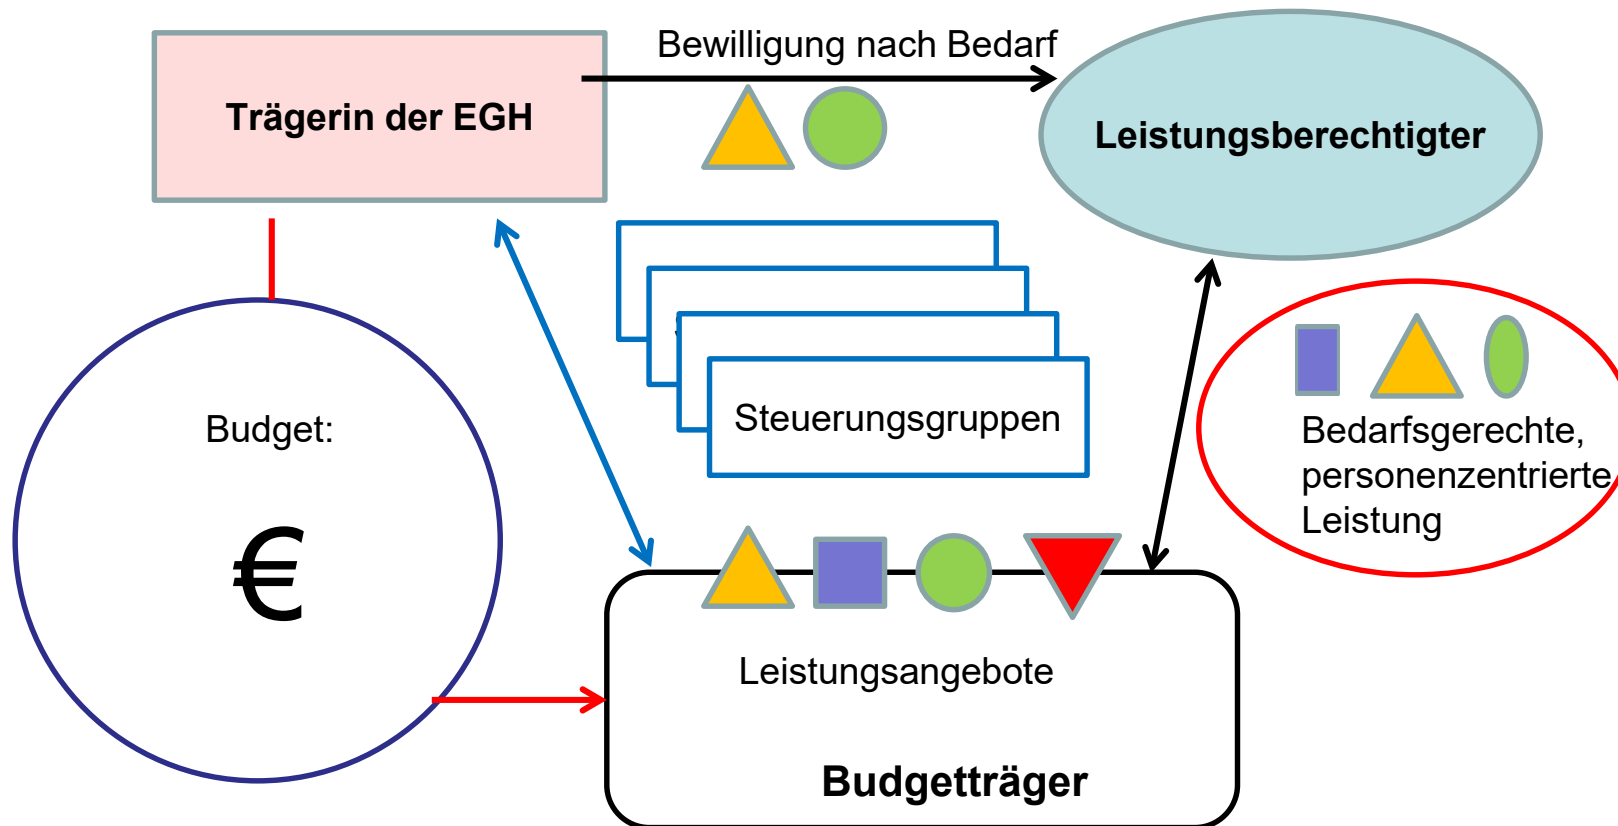 Bewilligung nach Bedarf
Trägerin der EGH
Leistungsberechtigter
Budget:
€
Steuerungsgruppen
Bedarfsgerechte,
personenzentrierte
Leistung
Leistungsangebote
Budgetträger